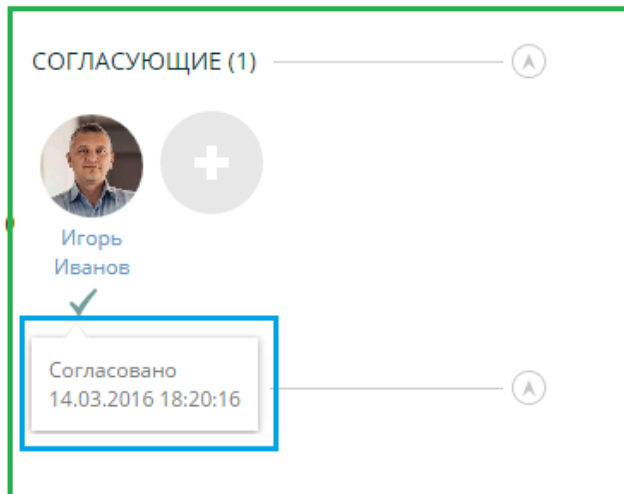 СОГЛАСУЮЩИЕ (1)
Игорь
Иванов
Согласовано
14.03.2016 18:20:16